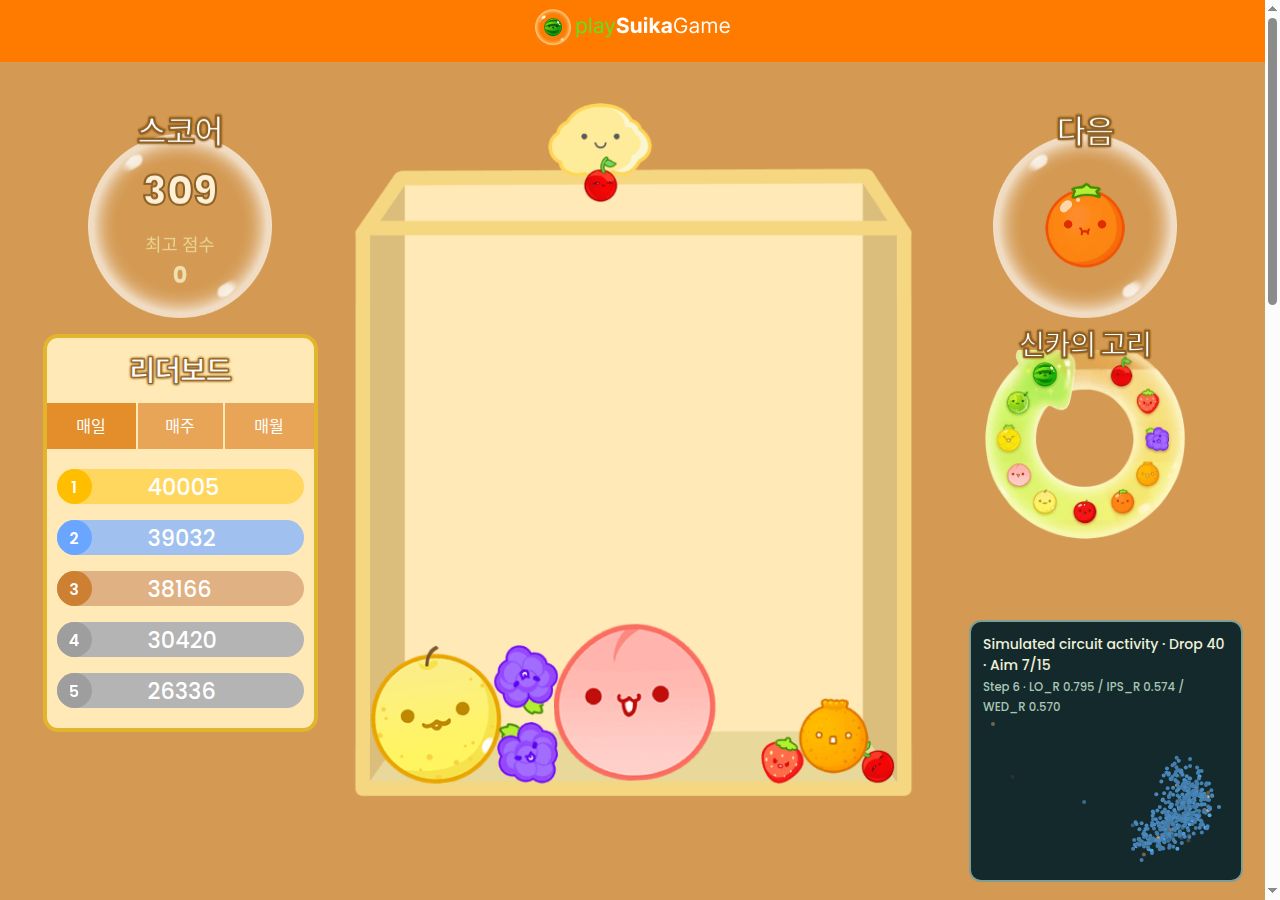 playSuikaGame
스코어
309
최고 점수
0
리더보드
매일 매주 매월
1 40005
2 39032
3 38166
4 30420
5 26336
다음
신카의 고리
Simulated circuit activity · Drop 40
· Aim 7/15
Step 6 · LO_R 0.795 / IPS_R 0.574 /
WED_R 0.570